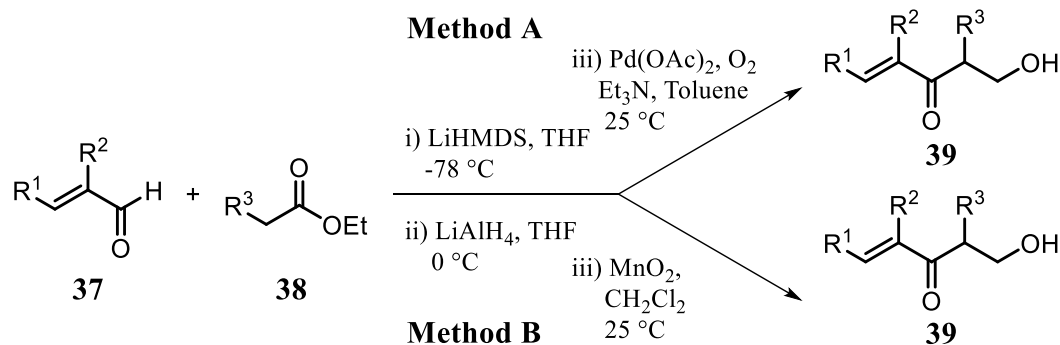 Method A
iii) Pd(OAc)2, O2
Et3N, Toluene
25 °C
i) LiHMDS, THF
-78 °C
R1 R2 H O
37
+
R3 O OEt
38
ii) LiAlH4, THF
0 °C
iii) MnO2,
CH2Cl2
25 °C
Method B
R1 R2 R3 OH O
39
R1 R2 R3 OH O
39